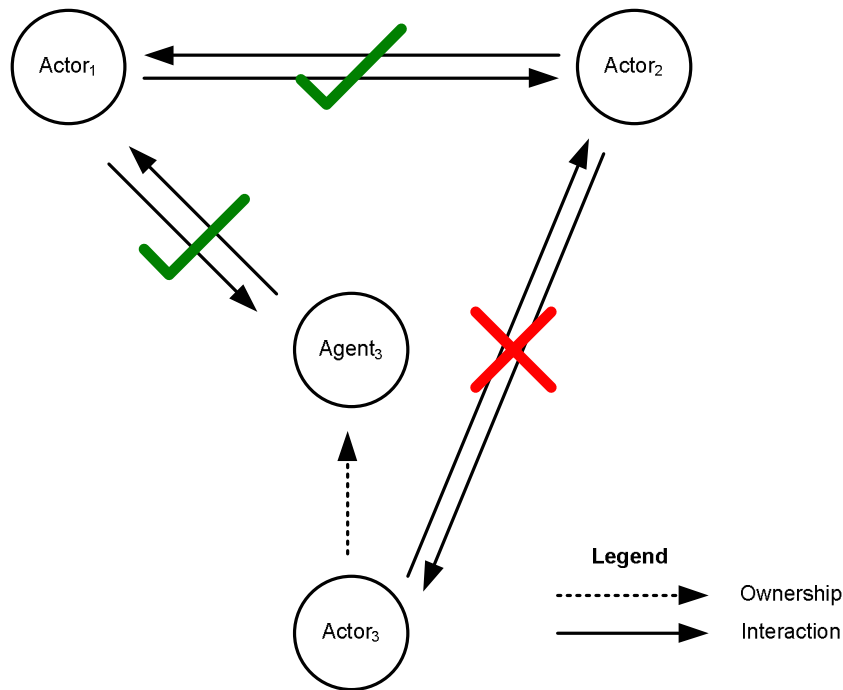 Actor₁
Actor₂
Agent₃
Actor₃
Legend
Ownership
Interaction